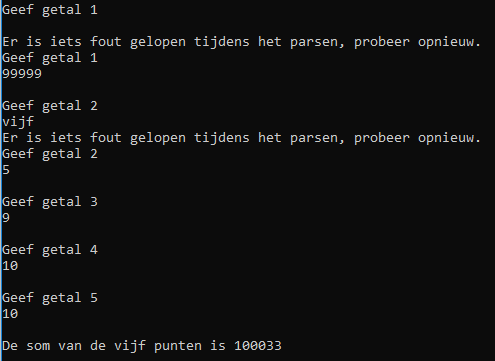 Geef getal 1
Er is iets fout gelopen tijdens het parsen, probeer opnieuw.
Geef getal 1
99999
Geef getal 2
vijf
Er is iets fout gelopen tijdens het parsen, probeer opnieuw.
Geef getal 2
5
Geef getal 3
9
Geef getal 4
10
Geef getal 5
10
De som van de vijf punten is 100033